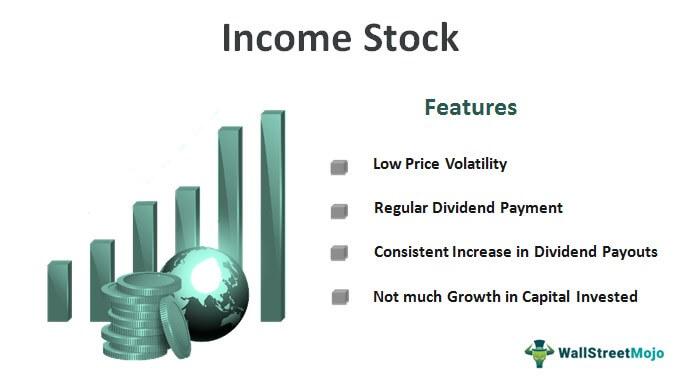 Income Stock
Features
Low Price Volatility
Regular Dividend Payment
Consistent Increase in Dividend Payouts
Not much Growth in Capital Invested
WallStreetMojo